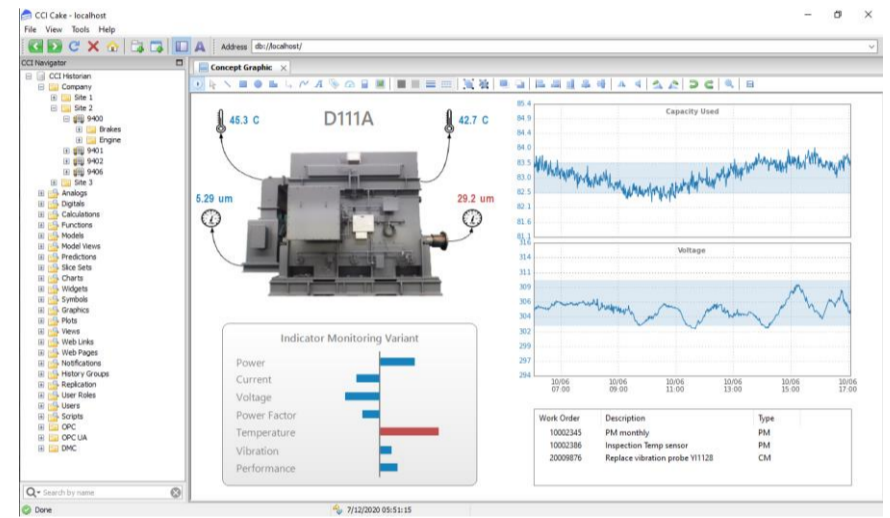 CCI Cake - localhost
File View Tools Help
Address db://localhost/
CCI Navigator
Concept Graphic
CCI Historian
Company
Site 1
Site 2
9400
Brakes
Engine
9401
9402
9406
Site 3
Analogs
Digitals
Calculations
Functions
Models
Model Views
Predictions
Slice Sets
Charts
Widgets
Symbols
Graphics
Plots
Views
Web Links
Web Pages
Notifications
History Groups
Replication
User Roles
Users
Scripts
OPC
OPC UA
DMC
Search by name
Done
7/12/2020 05:51:15
45.3 C
D111A
42.7 C
5.29 um
29.2 um
Indicator Monitoring Variant
Power
Current
Voltage
Power Factor
Temperature
Vibration
Performance
Capacity Used
85.4
84.9
84.4
84.0
83.5
83.0
82.5
82.1
81.6
81.1
Voltage
316
314
311
309
306
304
302
299
297
294
10/06 10/06 10/06 10/06 10/06 10/06
07:00 09:00 11:00 13:00 15:00 17:00
Work Order Description Type
10002345 PM monthly PM
10002386 Inspection Temp sensor PM
20009876 Replace vibration probe YI1128 CM